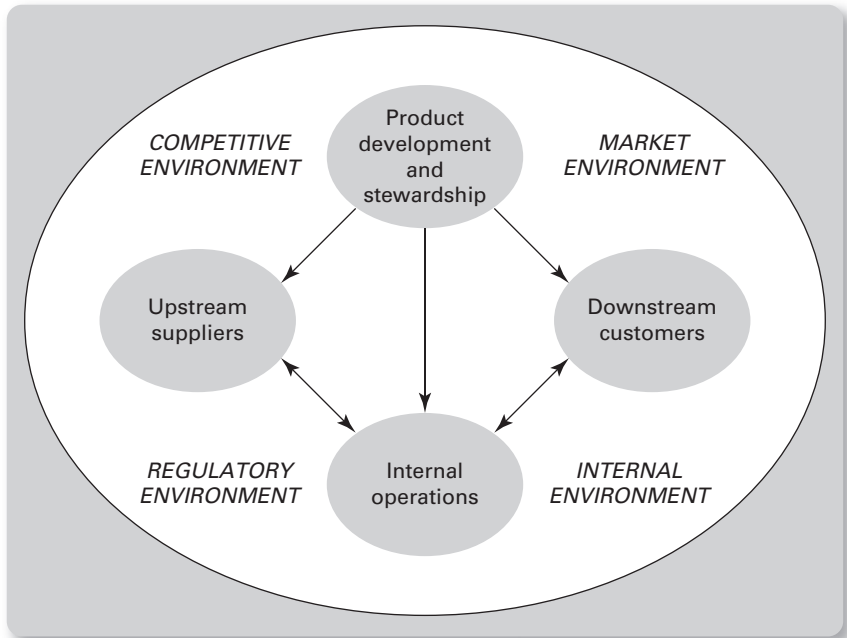 Product
development
and
stewardship
COMPETITIVE
ENVIRONMENT
MARKET
ENVIRONMENT
Upstream
suppliers
Downstream
customers
REGULATORY
ENVIRONMENT
Internal
operations
INTERNAL
ENVIRONMENT